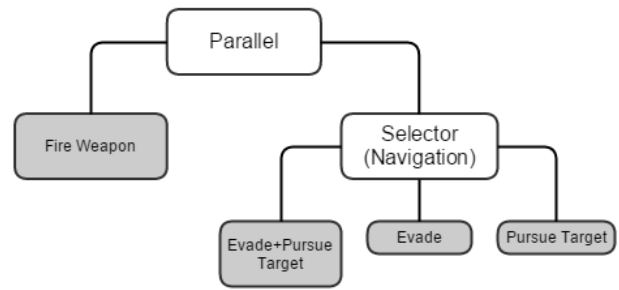 Parallel
Fire Weapon
Selector
(Navigation)
Evade+Pursue
Target
Evade
Pursue Target